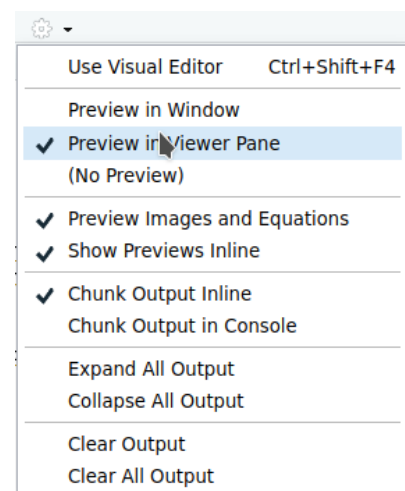 Use Visual Editor Ctrl+Shift+F4
Preview in Window
Preview in Viewer Pane
(No Preview)
Preview Images and Equations
Show Previews Inline
Chunk Output Inline
Chunk Output in Console
Expand All Output
Collapse All Output
Clear Output
Clear All Output